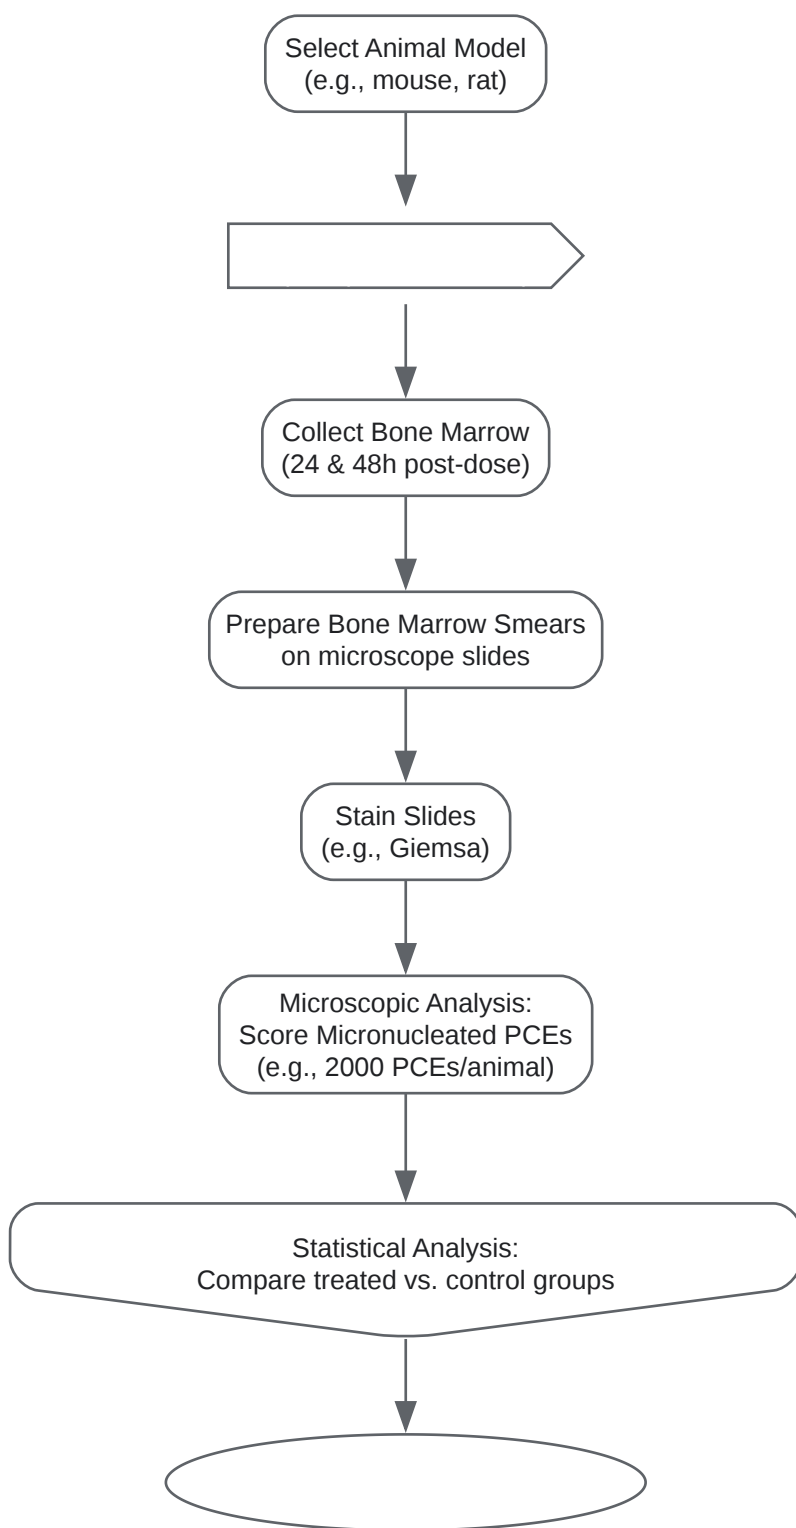 Select Animal Model
(e.g., mouse, rat)
Collect Bone Marrow
(24 & 48h post-dose)
Prepare Bone Marrow Smears
on microscope slides
Stain Slides
(e.g., Giemsa)
Microscopic Analysis:
Score Micronucleated PCEs
(e.g., 2000 PCEs/animal)
Statistical Analysis:
Compare treated vs. control groups